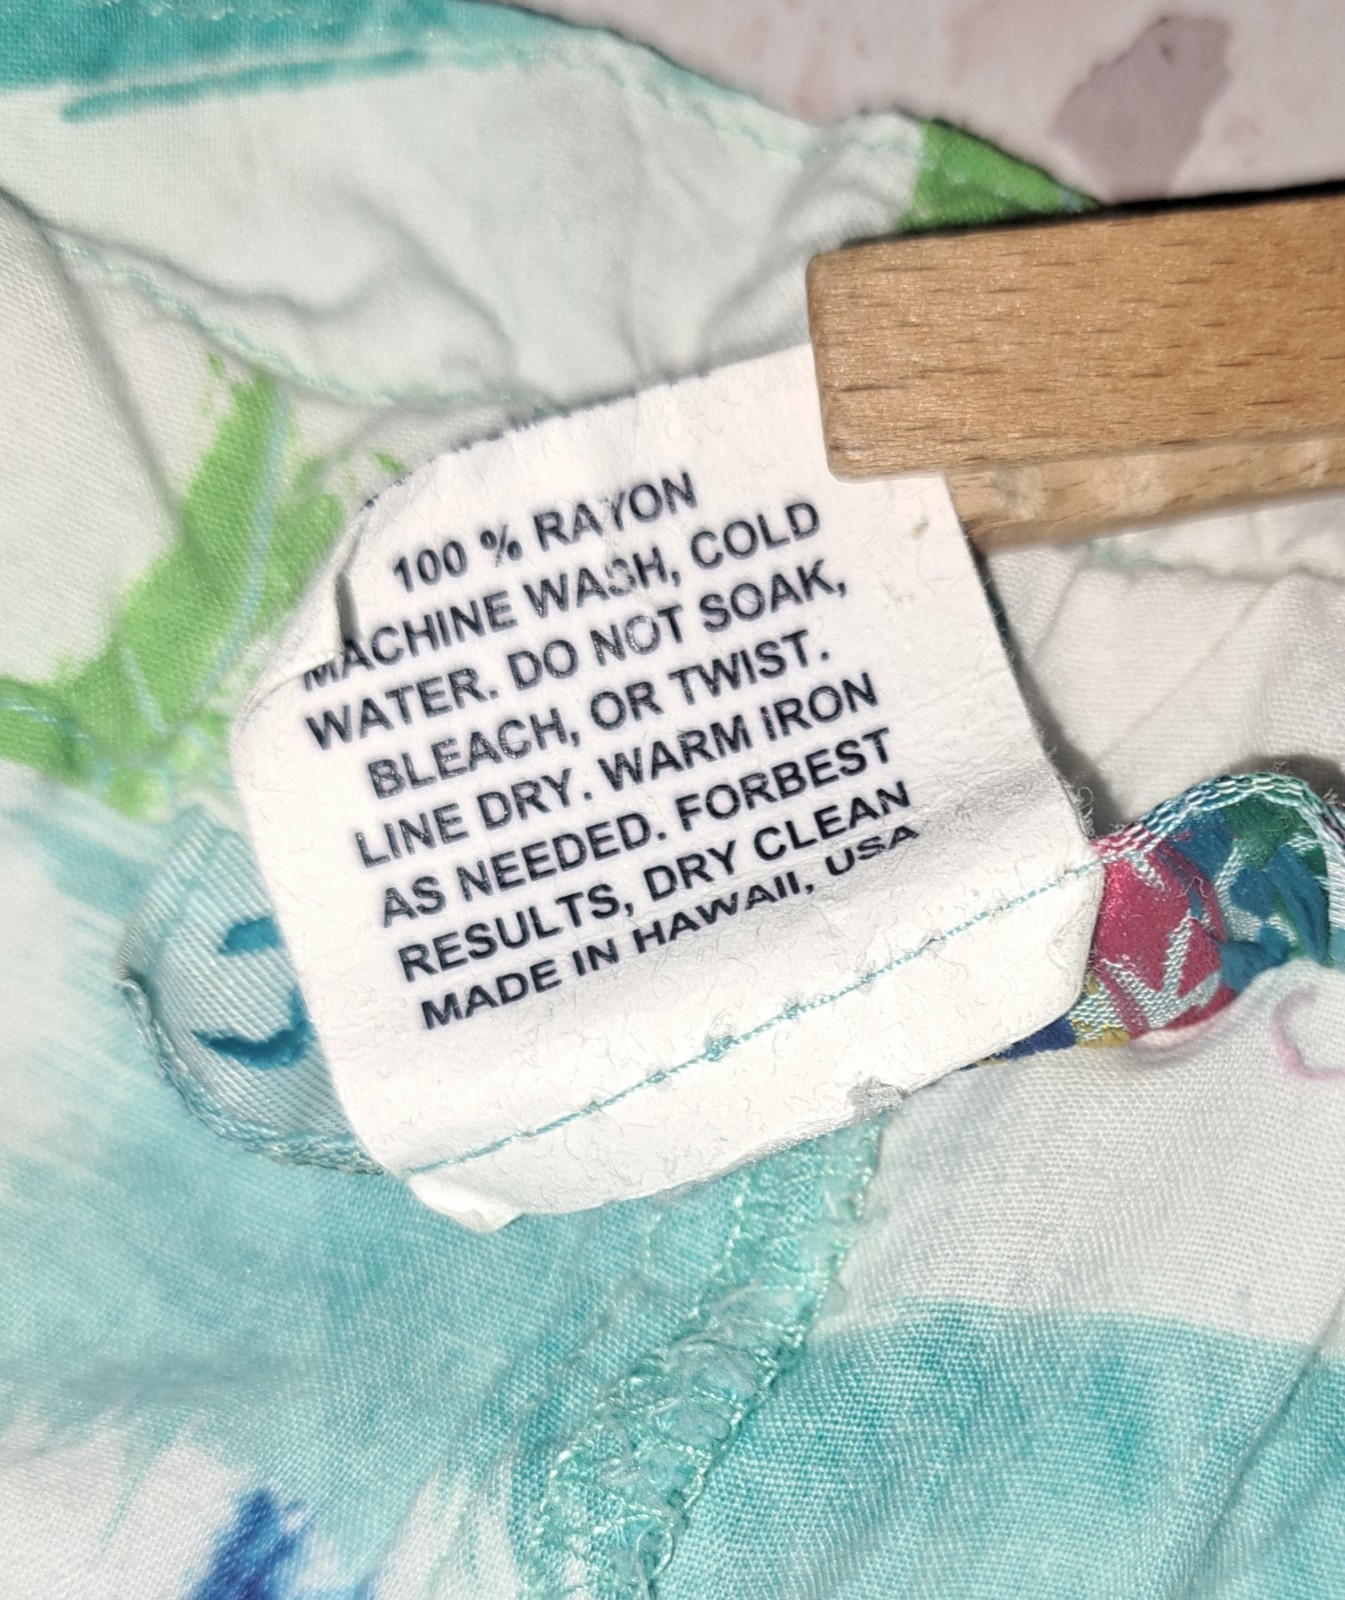 100 % RAYON
MACHINE WASH, COLD
WATER. DO NOT SOAK,
BLEACH, OR TWIST.
LINE DRY. WARM IRON
AS NEEDED. FORBEST
RESULTS, DRY CLEAN
MADE IN HAWAII, USA